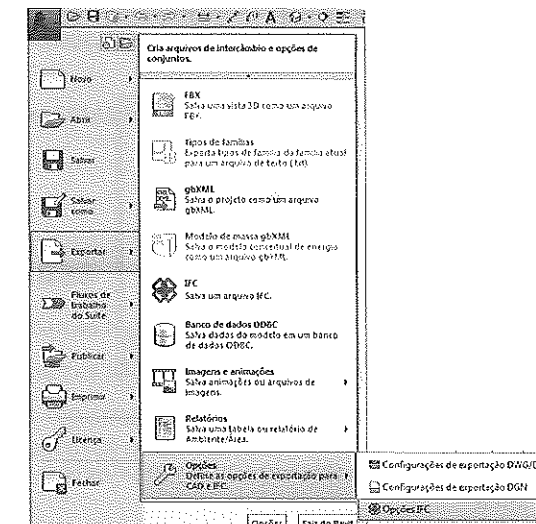 Cria arquivos de intercâmbio e opções de
conjuntos.
Novo
Abrir
Salvar
Salvar
como
Exportar
Fluxos de
trabalho
do Suite
Publicar
Imprimir
Licença
Fechar
FBX
Salva uma vista 3D como um arquivo
FBX.
Tipos de famílias
Exporta tipos de família da família atual
para um arquivo de texto (.txt)
gbXML
Salva o projeto como um arquivo
gbXML.
Modelo de massa gbXML
Salva o modelo conceitual de energia
como um arquivo gbXML.
IFC
Salva um arquivo IFC.
Banco de dados ODBC
Salva dados do modelo em um banco
de dados ODBC.
Imagens e animações
Salva animações ou arquivos de
imagens.
Relatórios
Salva uma tabela ou relatório de
Ambiente/Área.
Opções
Define as opções de exportação para
CAD e IFC.
Configurações de exportação DWG/D
Configurações de exportação DGN
Opções IFC